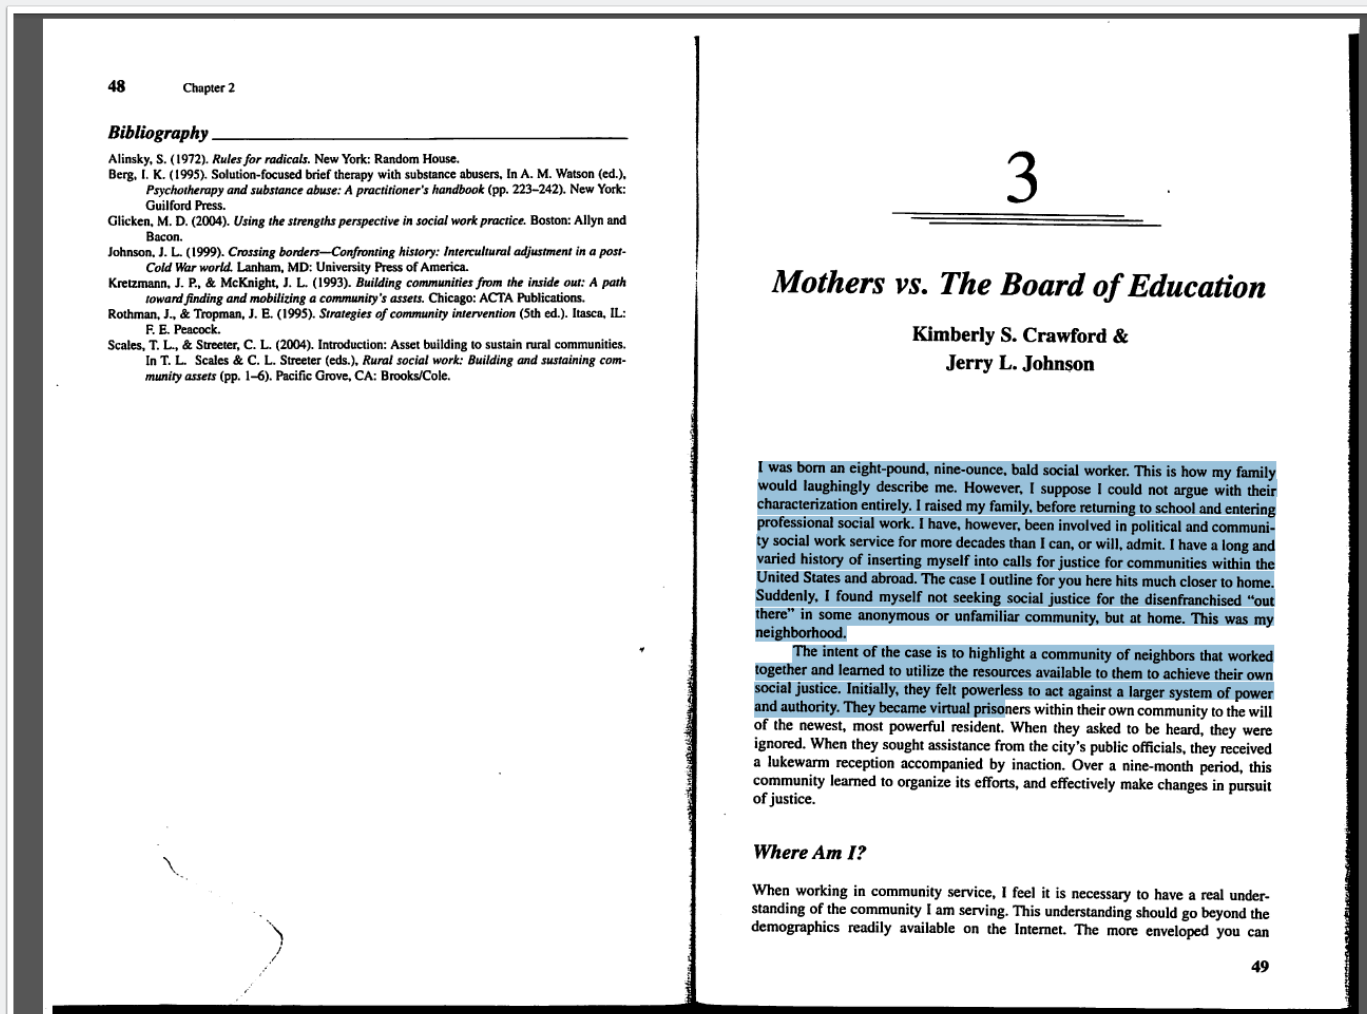 48 Chapter 2
Bibliography
Alinsky, S. (1972). Rules for radicals. New York: Random House.
Berg, I. K. (1995). Solution-focused brief therapy with substance abusers, In A. M. Watson (ed.),
Psychotherapy and substance abuse: A practitioner's handbook (pp. 223–242). New York:
Guilford Press.
Glicken, M. D. (2004). Using the strengths perspective in social work practice. Boston: Allyn and
Bacon.
Johnson, J. L. (1999). Crossing borders—Confronting history: Intercultural adjustment in a post-
Cold War world. Lanham, MD: University Press of America.
Kretzmann, J. P., & McKnight, J. L. (1993). Building communities from the inside out: A path
toward finding and mobilizing a community's assets. Chicago: ACTA Publications.
Rothman, J., & Tropman, J. E. (1995). Strategies of community intervention (5th ed.). Itasca, IL:
F. E. Peacock.
Scales, T. L., & Streeter, C. L. (2004). Introduction: Asset building to sustain rural communities.
In T. L. Scales & C. L. Streeter (eds.), Rural social work: Building and sustaining com-
munity assets (pp. 1–6). Pacific Grove, CA: Brooks/Cole.
3
Mothers vs. The Board of Education
Kimberly S. Crawford &
Jerry L. Johnson
I was born an eight-pound, nine-ounce, bald social worker. This is how my family
would laughingly describe me. However, I suppose I could not argue with their
characterization entirely. I raised my family, before returning to school and entering
professional social work. I have, however, been involved in political and communi-
ty social work service for more decades than I can, or will, admit. I have a long and
varied history of inserting myself into calls for justice for communities within the
United States and abroad. The case I outline for you here hits much closer to home.
Suddenly, I found myself not seeking social justice for the disenfranchised "out
there" in some anonymous or unfamiliar community, but at home. This was my
neighborhood.
The intent of the case is to highlight a community of neighbors that worked
together and learned to utilize the resources available to them to achieve their own
social justice. Initially, they felt powerless to act against a larger system of power
and authority. They became virtual prisoners within their own community to the will
of the newest, most powerful resident. When they asked to be heard, they were
ignored. When they sought assistance from the city's public officials, they received
a lukewarm reception accompanied by inaction. Over a nine-month period, this
community learned to organize its efforts, and effectively make changes in pursuit
of justice.
Where Am I?
When working in community service, I feel it is necessary to have a real under-
standing of the community I am serving. This understanding should go beyond the
demographics readily available on the Internet. The more enveloped you can
49